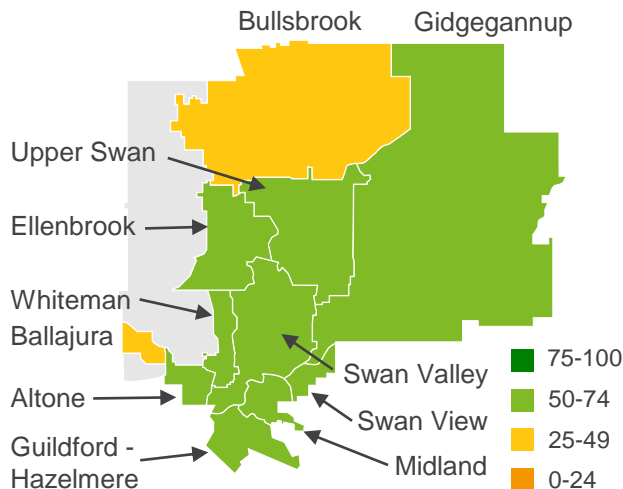 Bullsbrook
Gidgegannup
Upper Swan
Ellenbrook
Whiteman
Ballajura
Altone
Guildford -
Hazelmere
Swan Valley
Swan View
Midland
75-100
50-74
25-49
0-24